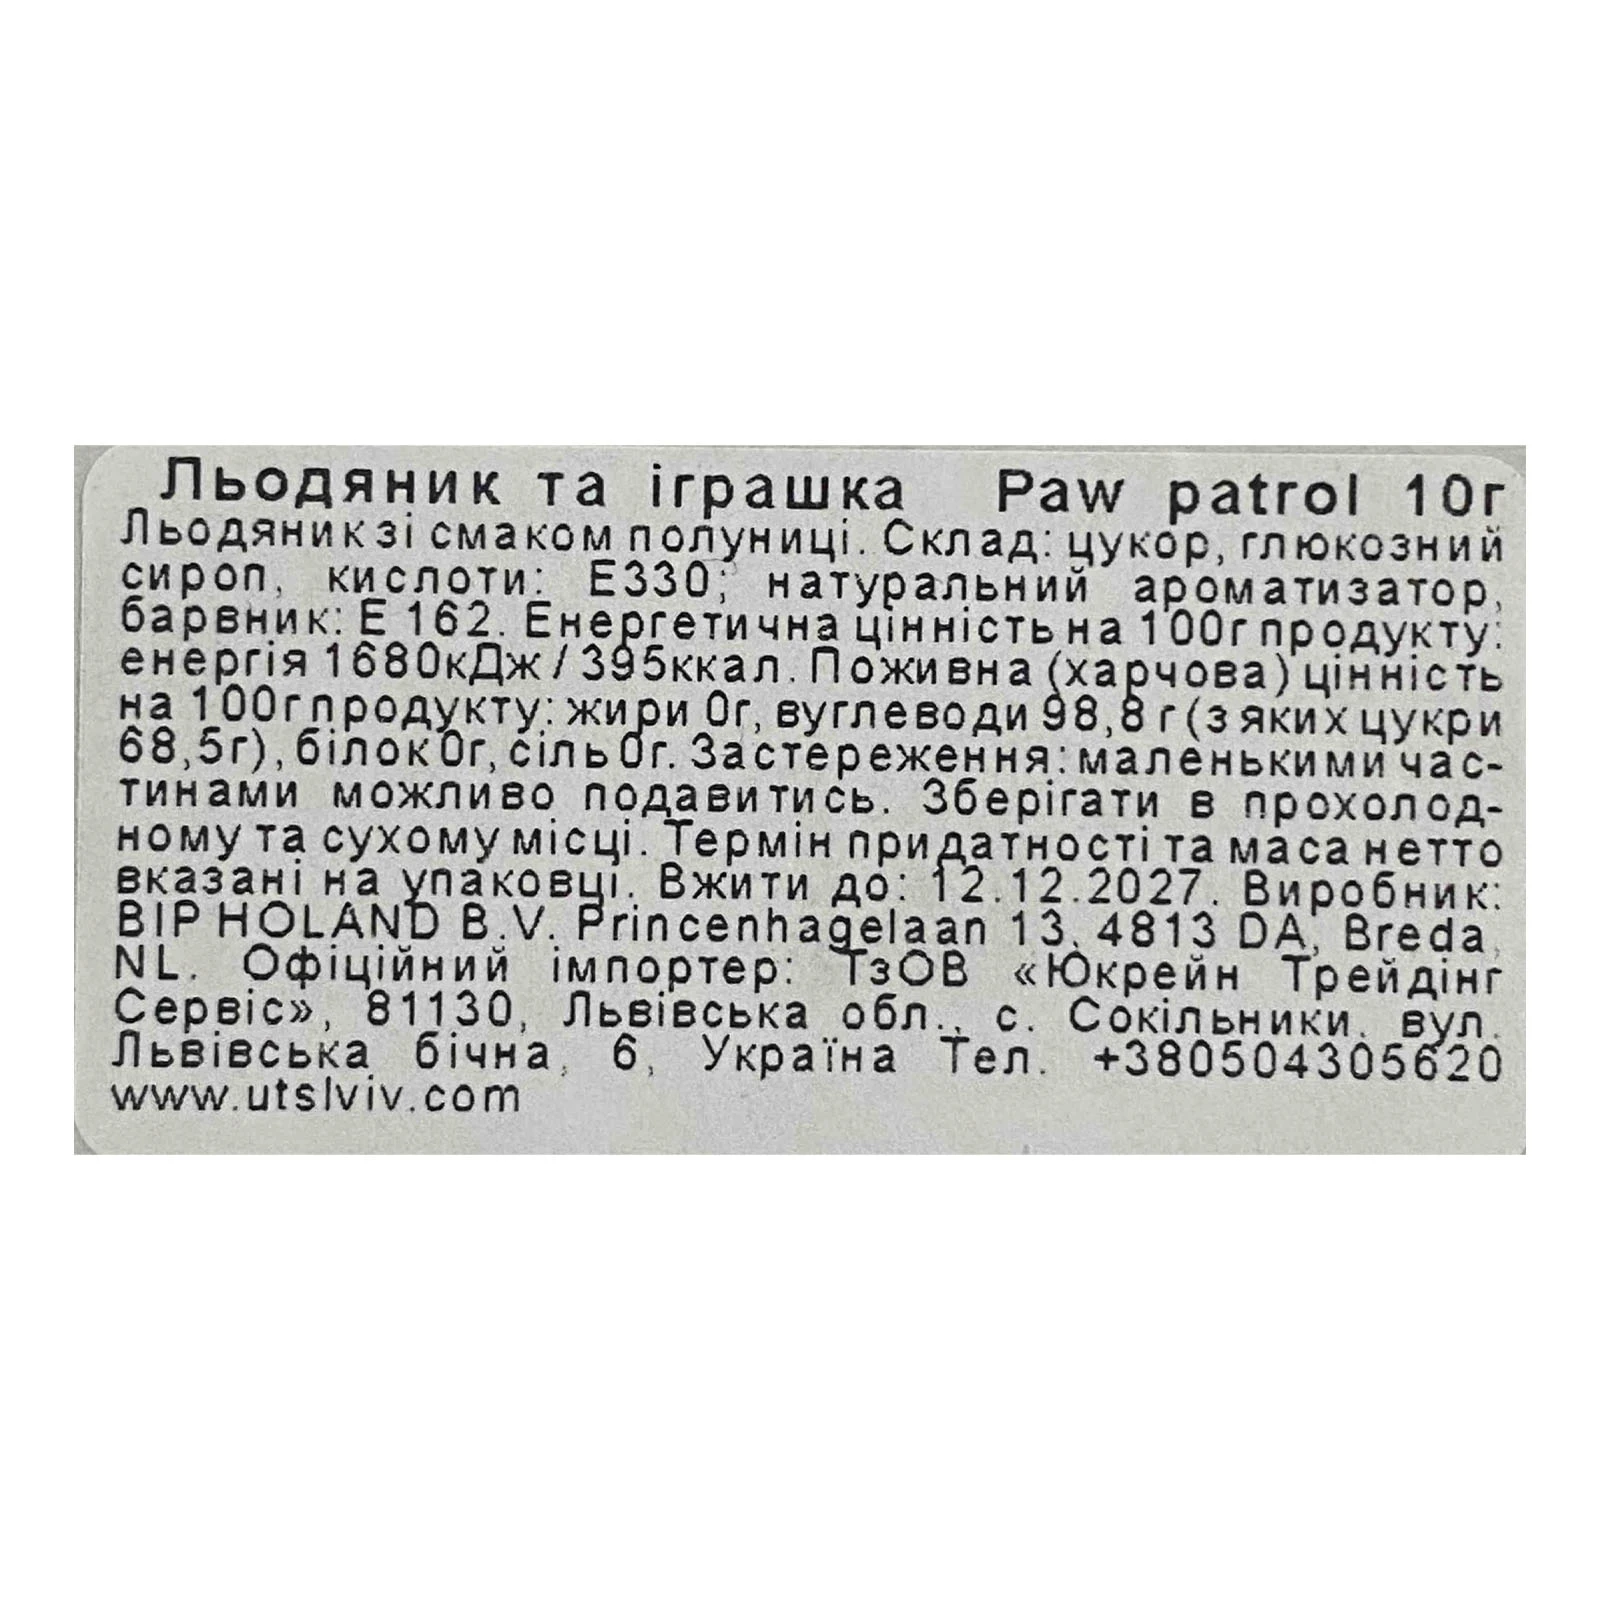 Льодяник та іграшка Paw patrol 10г
Льодяник зі смаком полуниці. Склад: цукор, глюкозний
сироп, кислоти: Е330; натуральний ароматизатор,
барвник: Е 162. Енергетична цінність на 100г продукту:
енергія 1680кДж / 395ккал. Поживна (харчова) цінність
на 100г продукту: жири 0г, вуглеводи 98,8 г (з яких цукри
68,5г), білок 0г, сіль 0г. Застереження: маленькими час-
тинами можливо подавитись. Зберігати в прохолод-
ному та сухому місці. Термін придатності та маса нетто
вказані на упаковці. Вжити до: 12.12.2027. Виробник:
BIP HOLAND B.V. Princenhagelaan 13, 4813 DA, Breda,
NL. Офіційний імпортер: ТзОВ «Юкрейн Трейдінг
Сервіс», 81130, Львівська обл., с. Сокільники, вул.
Львівська бічна, 6, Україна Тел. +380504305620
www.utslviv.com